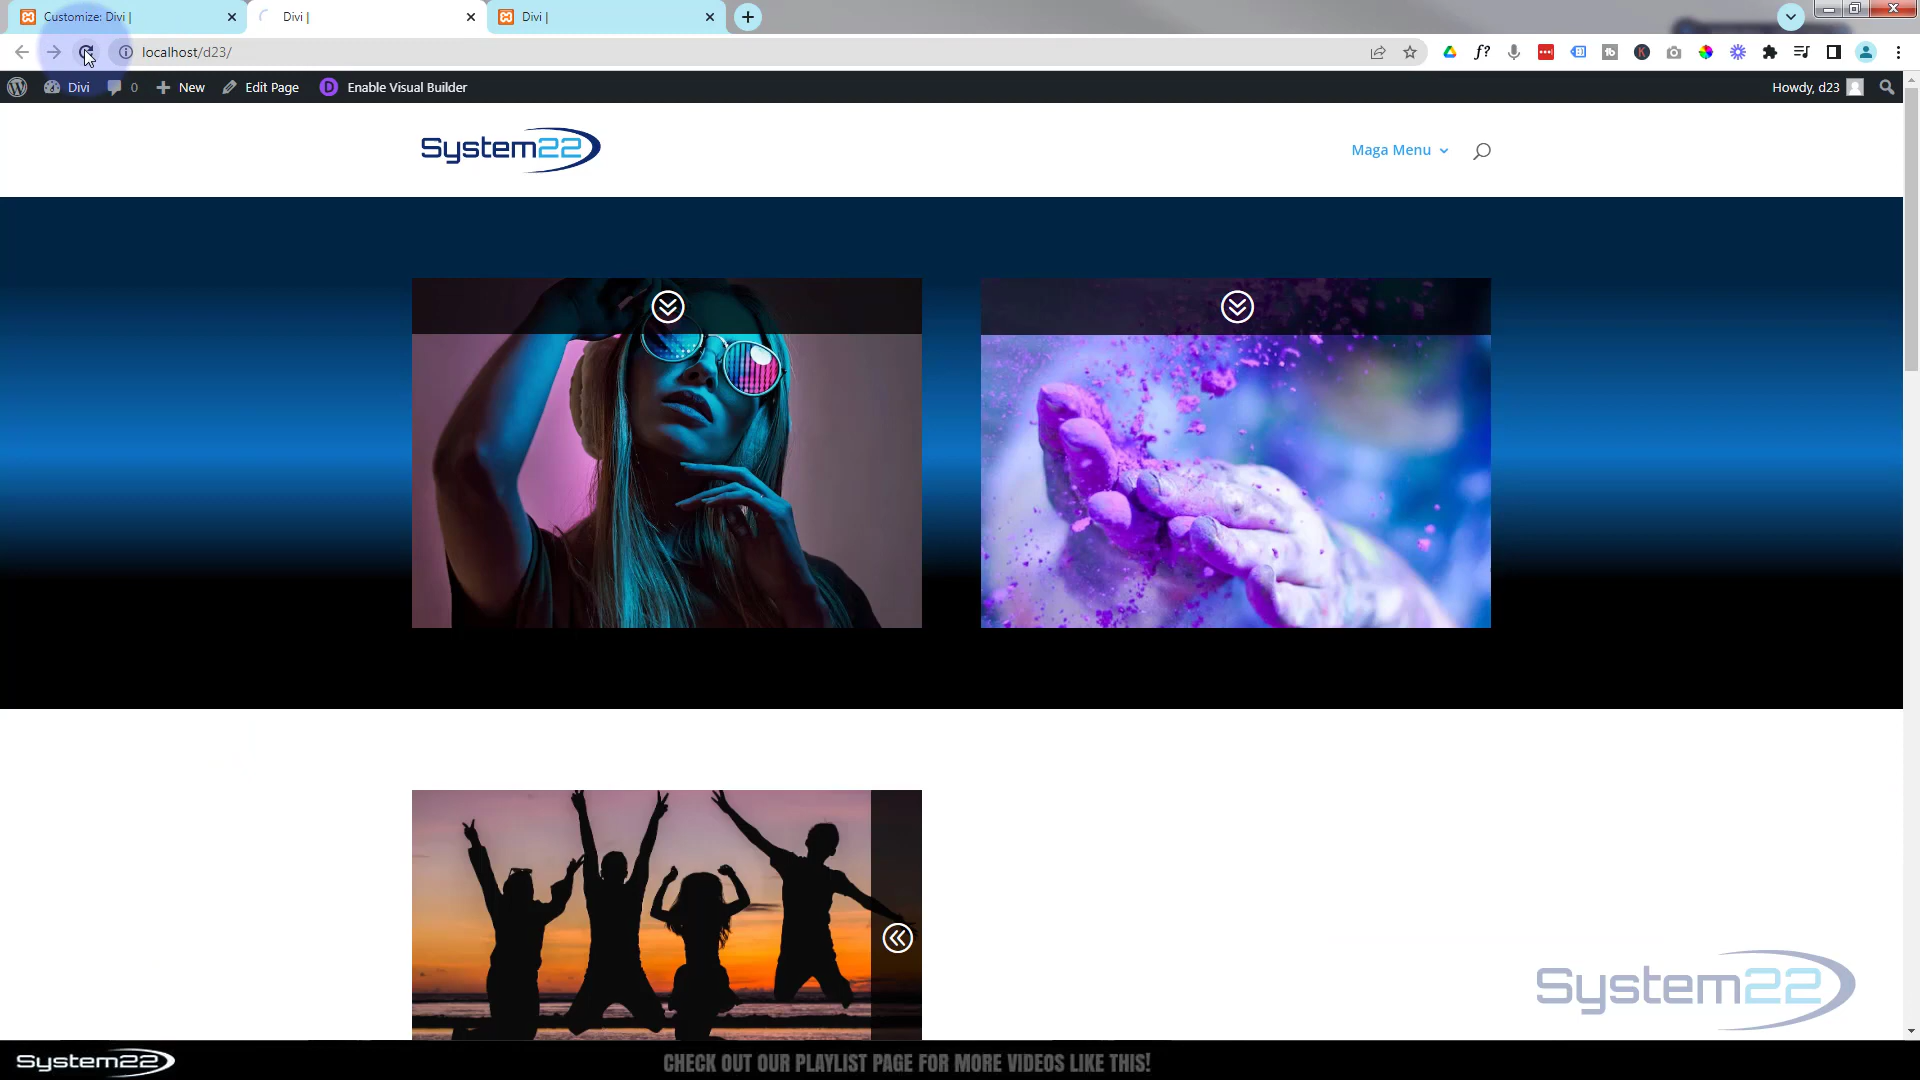 Customize: Divi |
Divi |
Divi |
localhost/d23/
Divi
0
New
Edit Page
D
Enable Visual Builder
Howdy, d23
System22
Maga Menu
System22
System22
CHECK OUT OUR PLAYLIST PAGE FOR MORE VIDEOS LIKE THIS!